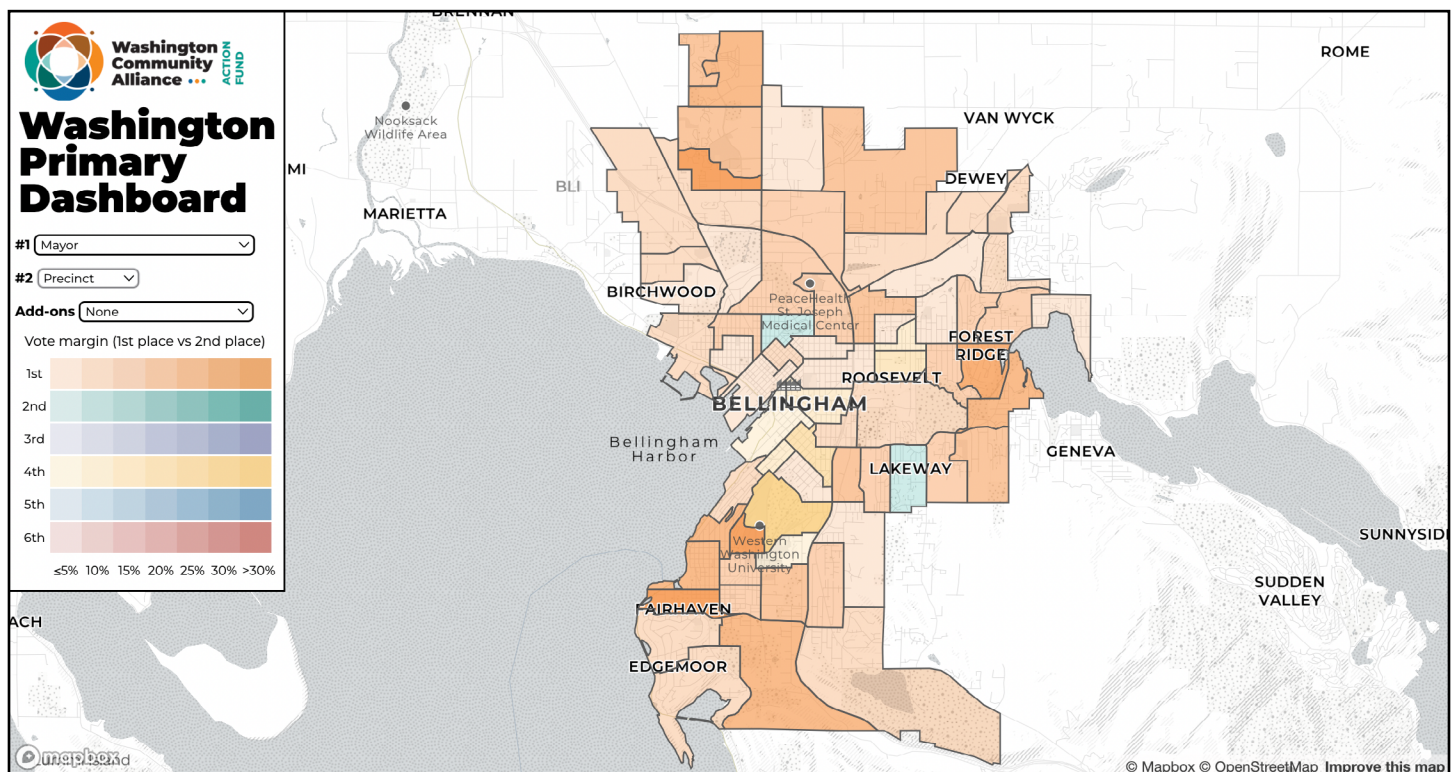 Washington
Community
Alliance
ACTION
FUND
Washington
Primary
Dashboard
#1 Mayor
#2 Precinct
Add-ons None
Vote margin (1st place vs 2nd place)
1st
2nd
3rd
4th
5th
6th
≤5% 10% 15% 20% 25% 30% >30%
BRENNAN
ROME
Nooksack
Wildlife Area
VAN WYCK
MI
BLI
DEWEY
MARIETTA
BIRCHWOOD
PeaceHealth
St. Joseph
Medical Center
FOREST
RIDGE
ROOSEVELT
BELLINGHAM
Bellingham
Harbor
GENEVA
LAKEWAY
SUNNYSID
Western
Washington
University
SUDDEN
VALLEY
FAIRHAVEN
ACH
EDGEMOOR
mapbox
© Mapbox © OpenStreetMap Improve this map